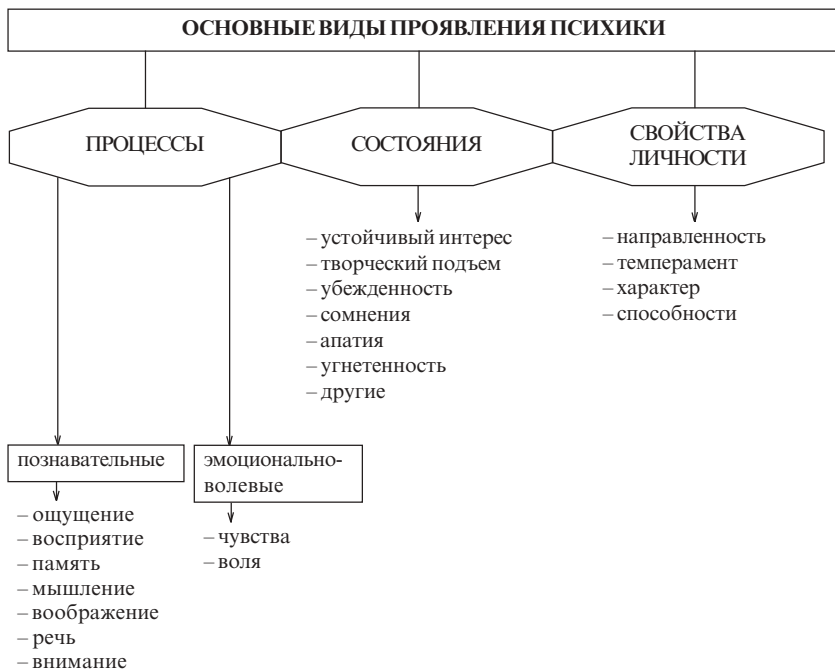 ОСНОВНЫЕ ВИДЫ ПРОЯВЛЕНИЯ ПСИХИКИ
ПРОЦЕССЫ
СОСТОЯНИЯ
СВОЙСТВА
ЛИЧНОСТИ
– устойчивый интерес
– творческий подъем
– убежденность
– сомнения
– апатия
– угнетенность
– другие
– направленность
– темперамент
– характер
– способности
познавательные
– ощущение
– восприятие
– память
– мышление
– воображение
– речь
– внимание
эмоционально-
волевые
– чувства
– воля